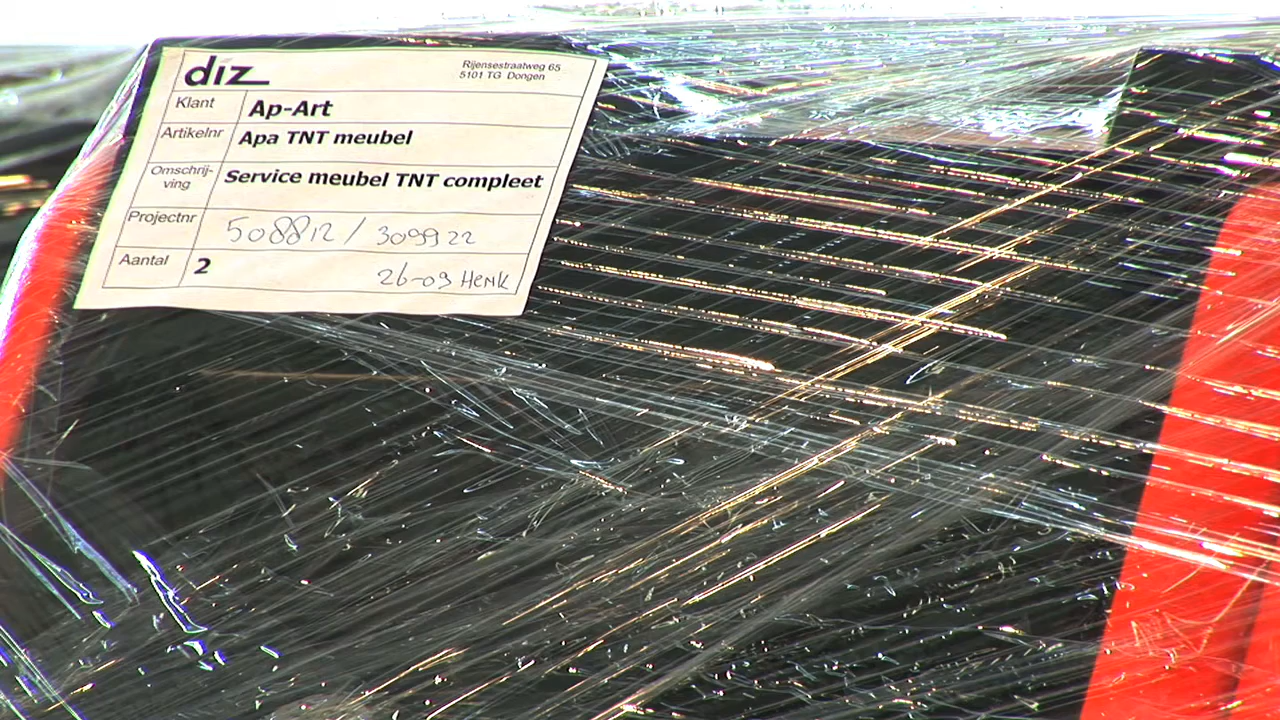 diz
Rijensestraatweg 65
5101 TG Dongen
Klant Ap-Art
Artikelnr Apa TNT meubel
Omschrij-
ving Service meubel TNT compleet
Projectnr 508812 / 309922
Aantal 2 26-09 Henk